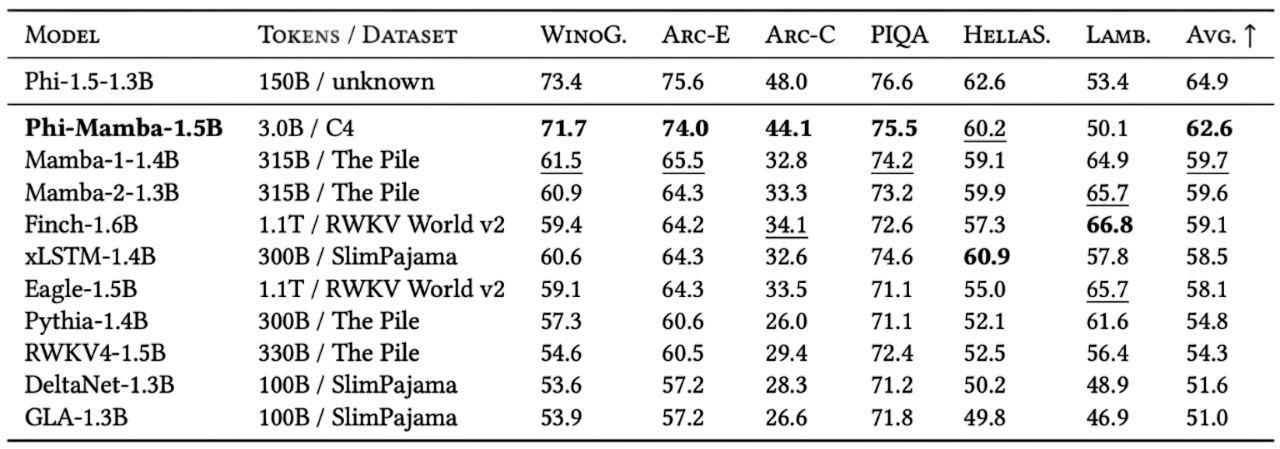 MODEL TOKENS / DATASET WINOG. ARC-E ARC-C PIQA HELLAS. LAMB. AVG. ↑
Phi-1.5-1.3B 150B / unknown 73.4 75.6 48.0 76.6 62.6 53.4 64.9
Phi-Mamba-1.5B 3.0B / C4 71.7 74.0 44.1 75.5 60.2 50.1 62.6
Mamba-1-1.4B 315B / The Pile 61.5 65.5 32.8 74.2 59.1 64.9 59.7
Mamba-2-1.3B 315B / The Pile 60.9 64.3 33.3 73.2 59.9 65.7 59.6
Finch-1.6B 1.1T / RWKV World v2 59.4 64.2 34.1 72.6 57.3 66.8 59.1
xLSTM-1.4B 300B / SlimPajama 60.6 64.3 32.6 74.6 60.9 57.8 58.5
Eagle-1.5B 1.1T / RWKV World v2 59.1 64.3 33.5 71.1 55.0 65.7 58.1
Pythia-1.4B 300B / The Pile 57.3 60.6 26.0 71.1 52.1 61.6 54.8
RWKV4-1.5B 330B / The Pile 54.6 60.5 29.4 72.4 52.5 56.4 54.3
DeltaNet-1.3B 100B / SlimPajama 53.6 57.2 28.3 71.2 50.2 48.9 51.6
GLA-1.3B 100B / SlimPajama 53.9 57.2 26.6 71.8 49.8 46.9 51.0